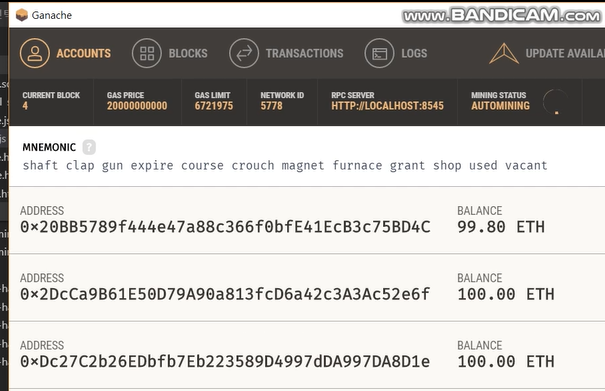 Ganache
www.BANDICAM.com
ACCOUNTS BLOCKS TRANSACTIONS LOGS UPDATE AVAILA
CURRENT BLOCK GAS PRICE GAS LIMIT NETWORK ID RPC SERVER MINING STATUS
4 20000000000 6721975 5778 HTTP://LOCALHOST:8545 AUTOMINING
MNEMONIC ?
shaft clap gun expire course crouch magnet furnace grant shop used vacant
ADDRESS BALANCE
0×20BB5789f444e47a88c366f0bfE41EcB3c75BD4C 99.80 ETH
ADDRESS BALANCE
0×2DcCa9B61E50D79A90a813fcD6a42c3A3Ac52e6f 100.00 ETH
ADDRESS BALANCE
0×Dc27C2b26EDbfb7Eb223589D4997dDA997DA8D1e 100.00 ETH